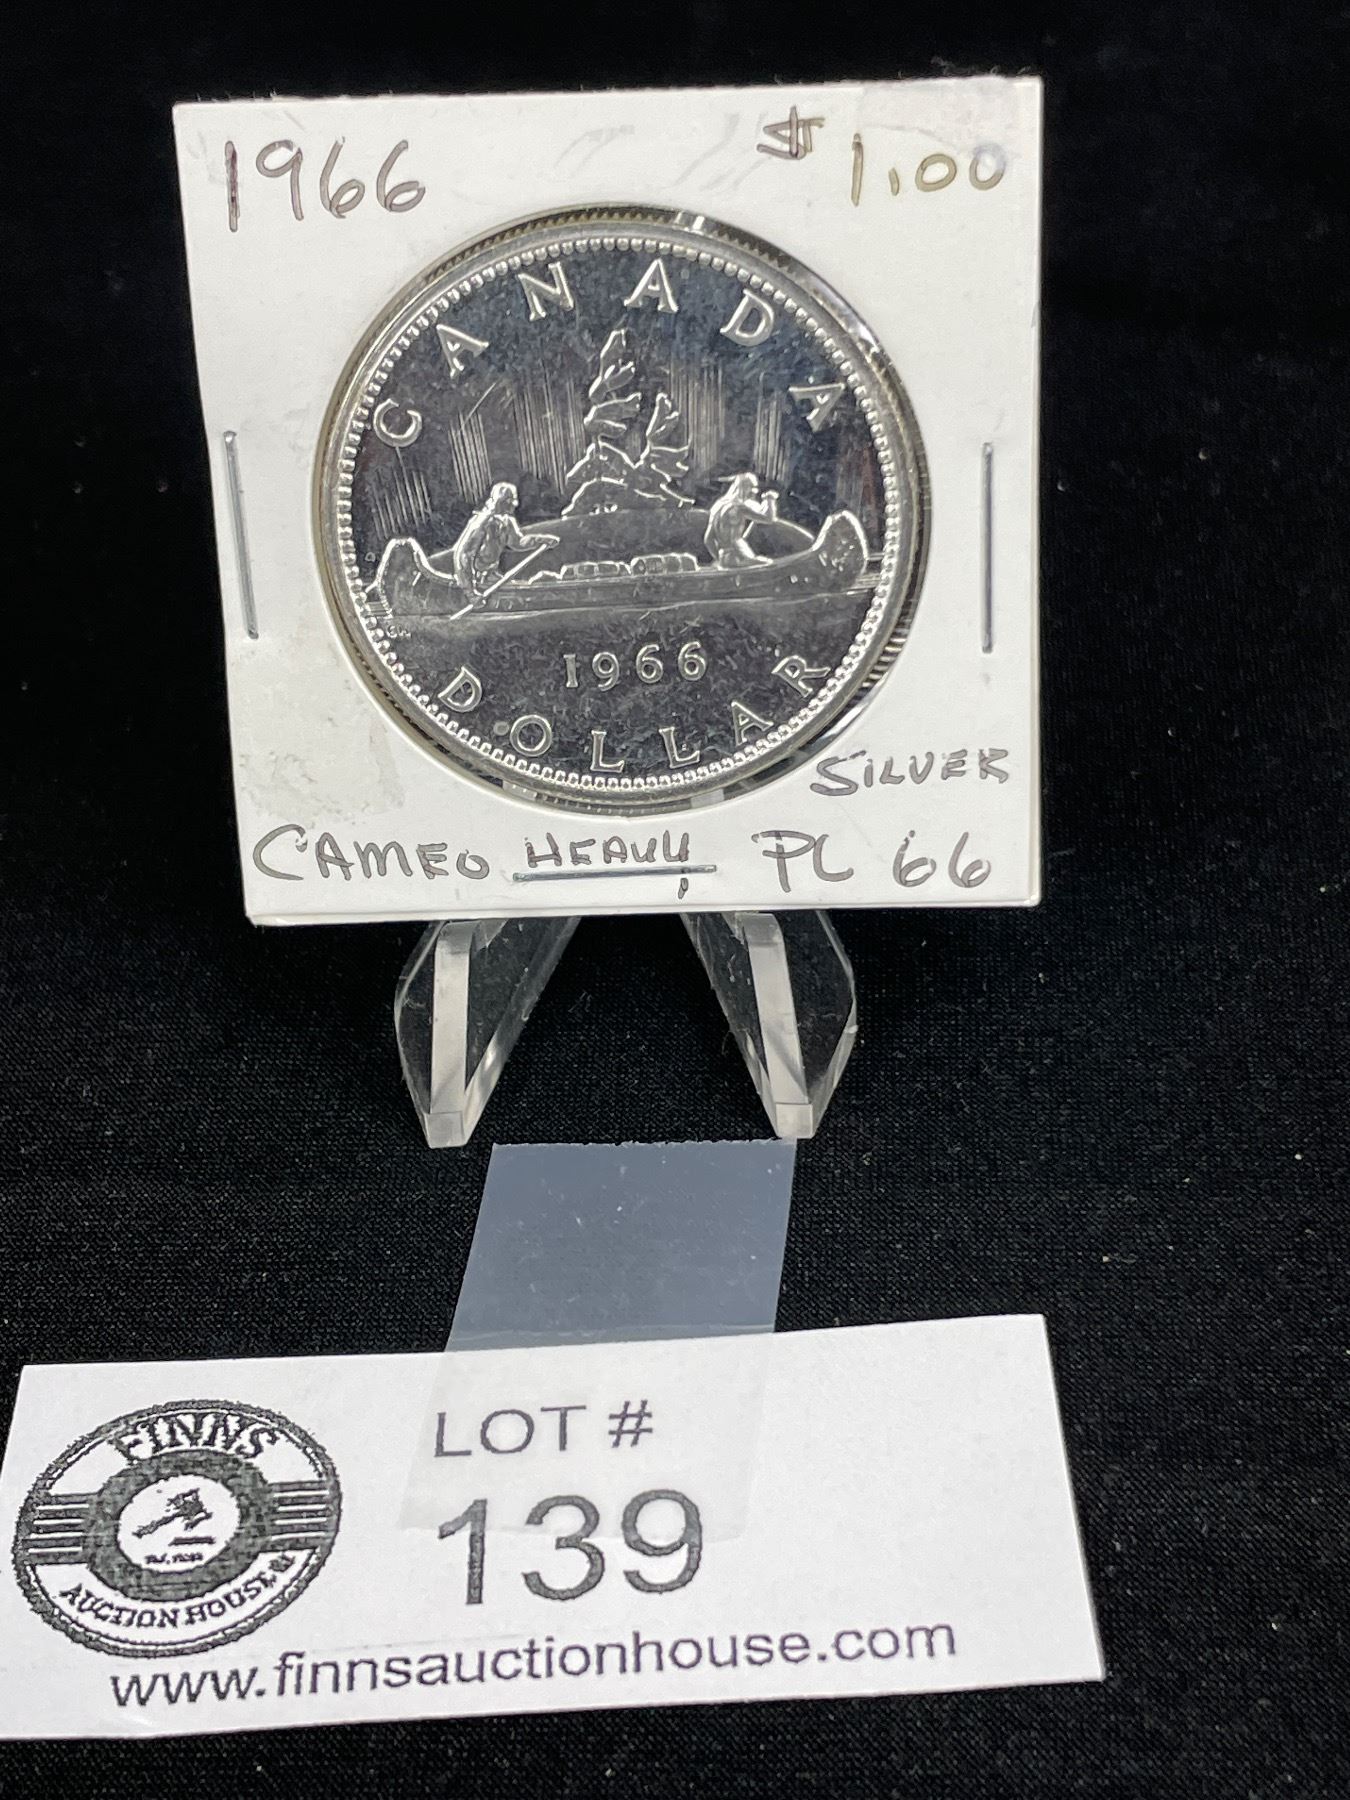 1966 $1.00
CANADA
1966
DOLLAR
SILVER
CAMEO HEAVY, PL 66
FINNS
AUCTION HOUSE
LOT #
139
www.finnsauctionhouse.com